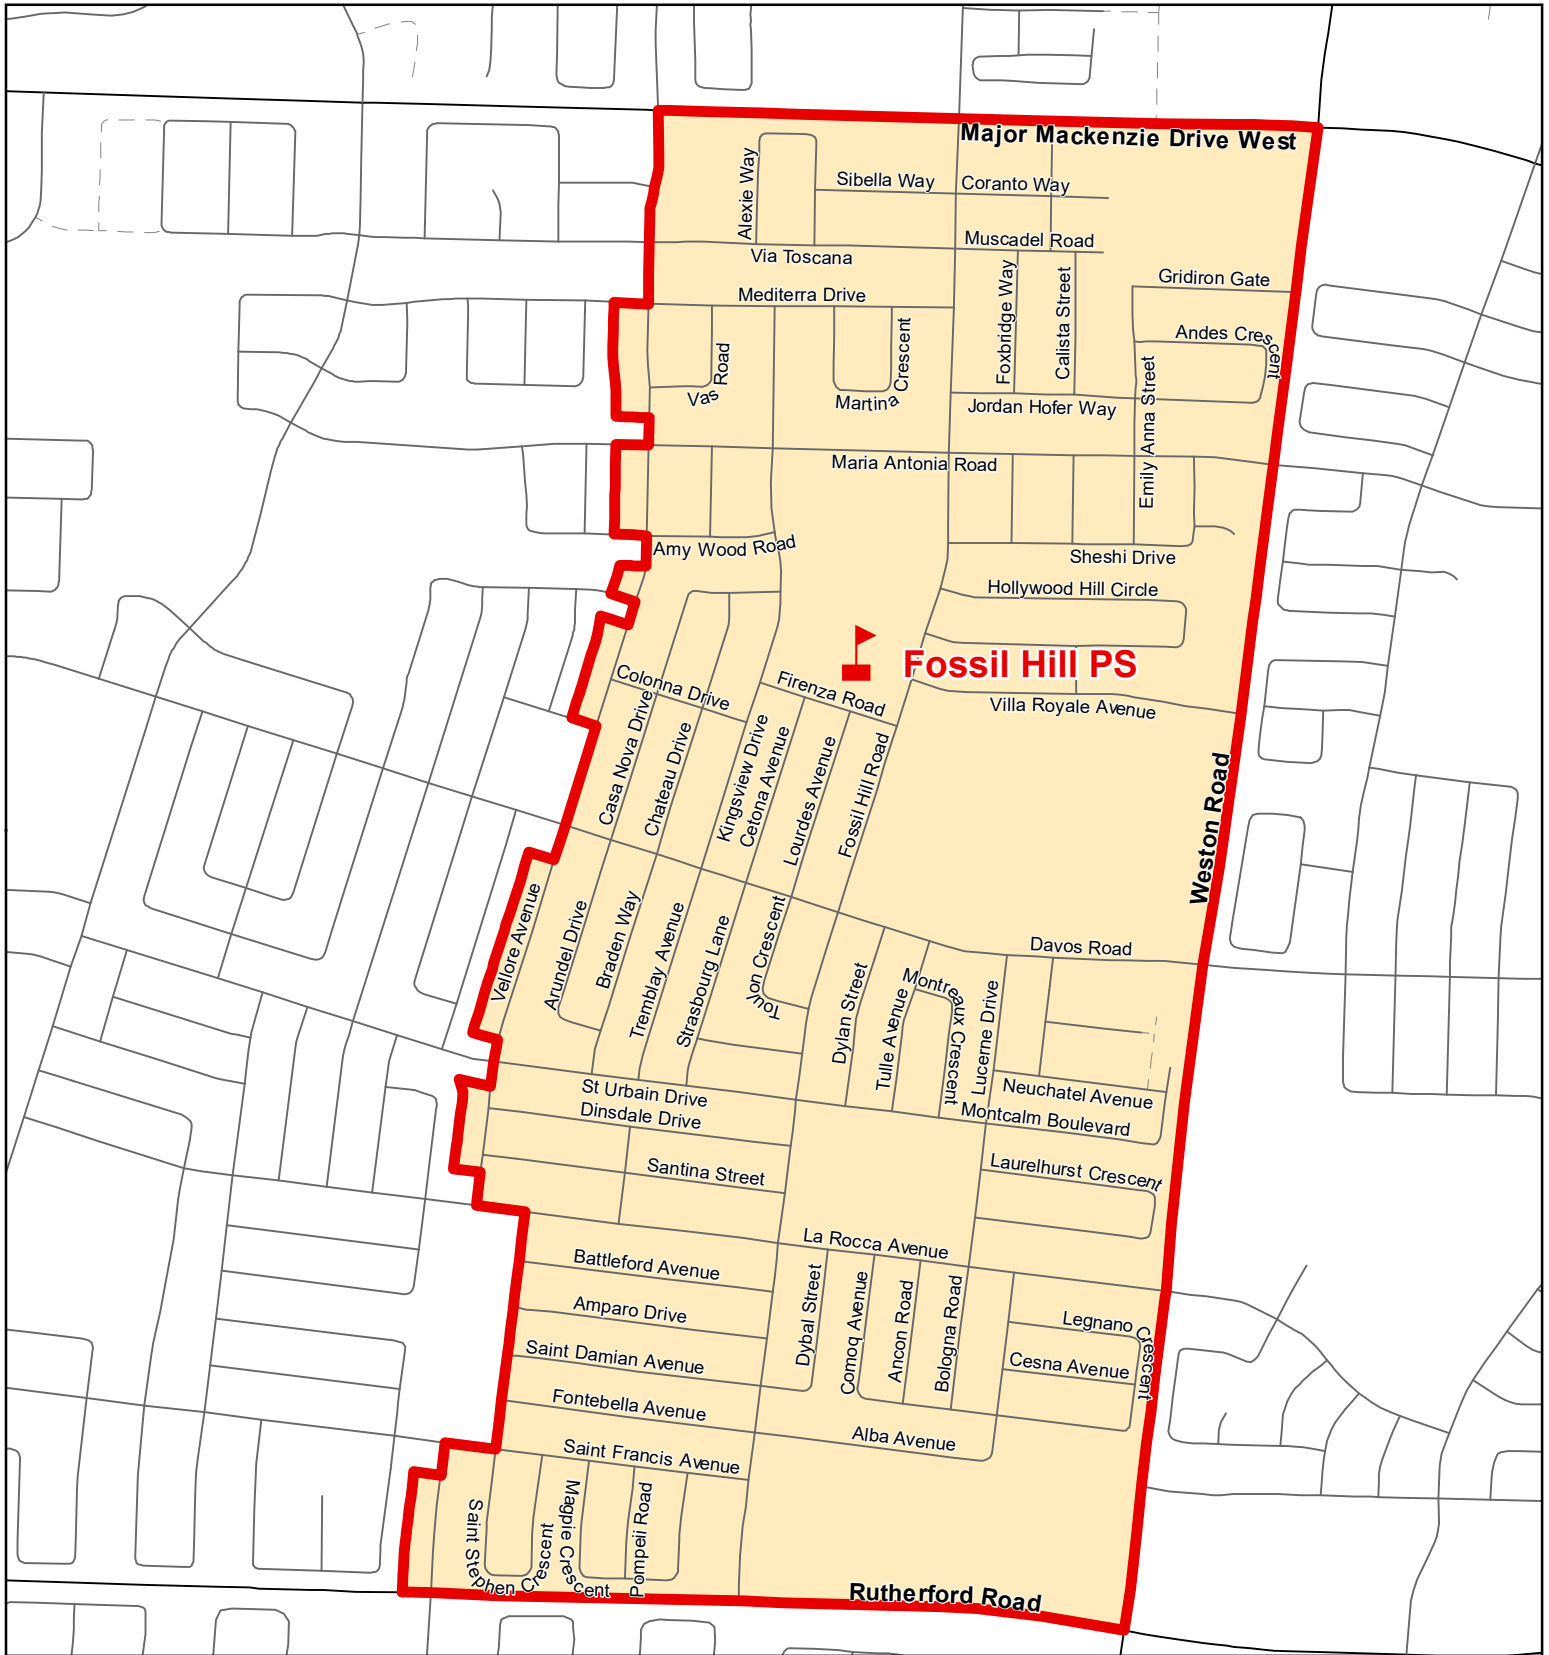 Major Mackenzie Drive West
Alexie Way
Sibella Way
Coranto Way
Muscadel Road
Via Toscana
Gridiron Gate
Mediterra Drive
Foxbridge Way
Calista Street
Andes Crescent
Vas Road
Martina Crescent
Jordan Hofer Way
Emily Anna Street
Maria Antonia Road
Amy Wood Road
Sheshi Drive
Hollywood Hill Circle
Fossil Hill PS
Colonna Drive
Firenza Road
Villa Royale Avenue
Casa Nova Drive
Chateau Drive
Kingsview Drive
Cetona Avenue
Lourdes Avenue
Fossil Hill Road
Weston Road
Vellore Avenue
Arundel Drive
Braden Way
Tremblay Avenue
Strasbourg Lane
Toulon Crescent
Davos Road
Dylan Street
Tulle Avenue
Montreaux Crescent
Lucerne Drive
Neuchatel Avenue
St Urbain Drive
Dinsdale Drive
Montcalm Boulevard
Santina Street
Laurelhurst Crescent
La Rocca Avenue
Battleford Avenue
Amparo Drive
Dybal Street
Comoq Avenue
Ancon Road
Bologna Road
Legnano Crescent
Saint Damian Avenue
Cesna Avenue
Fontebella Avenue
Alba Avenue
Saint Francis Avenue
Saint Stephen Crescent
Magpie Crescent
Pompeii Road
Rutherford Road